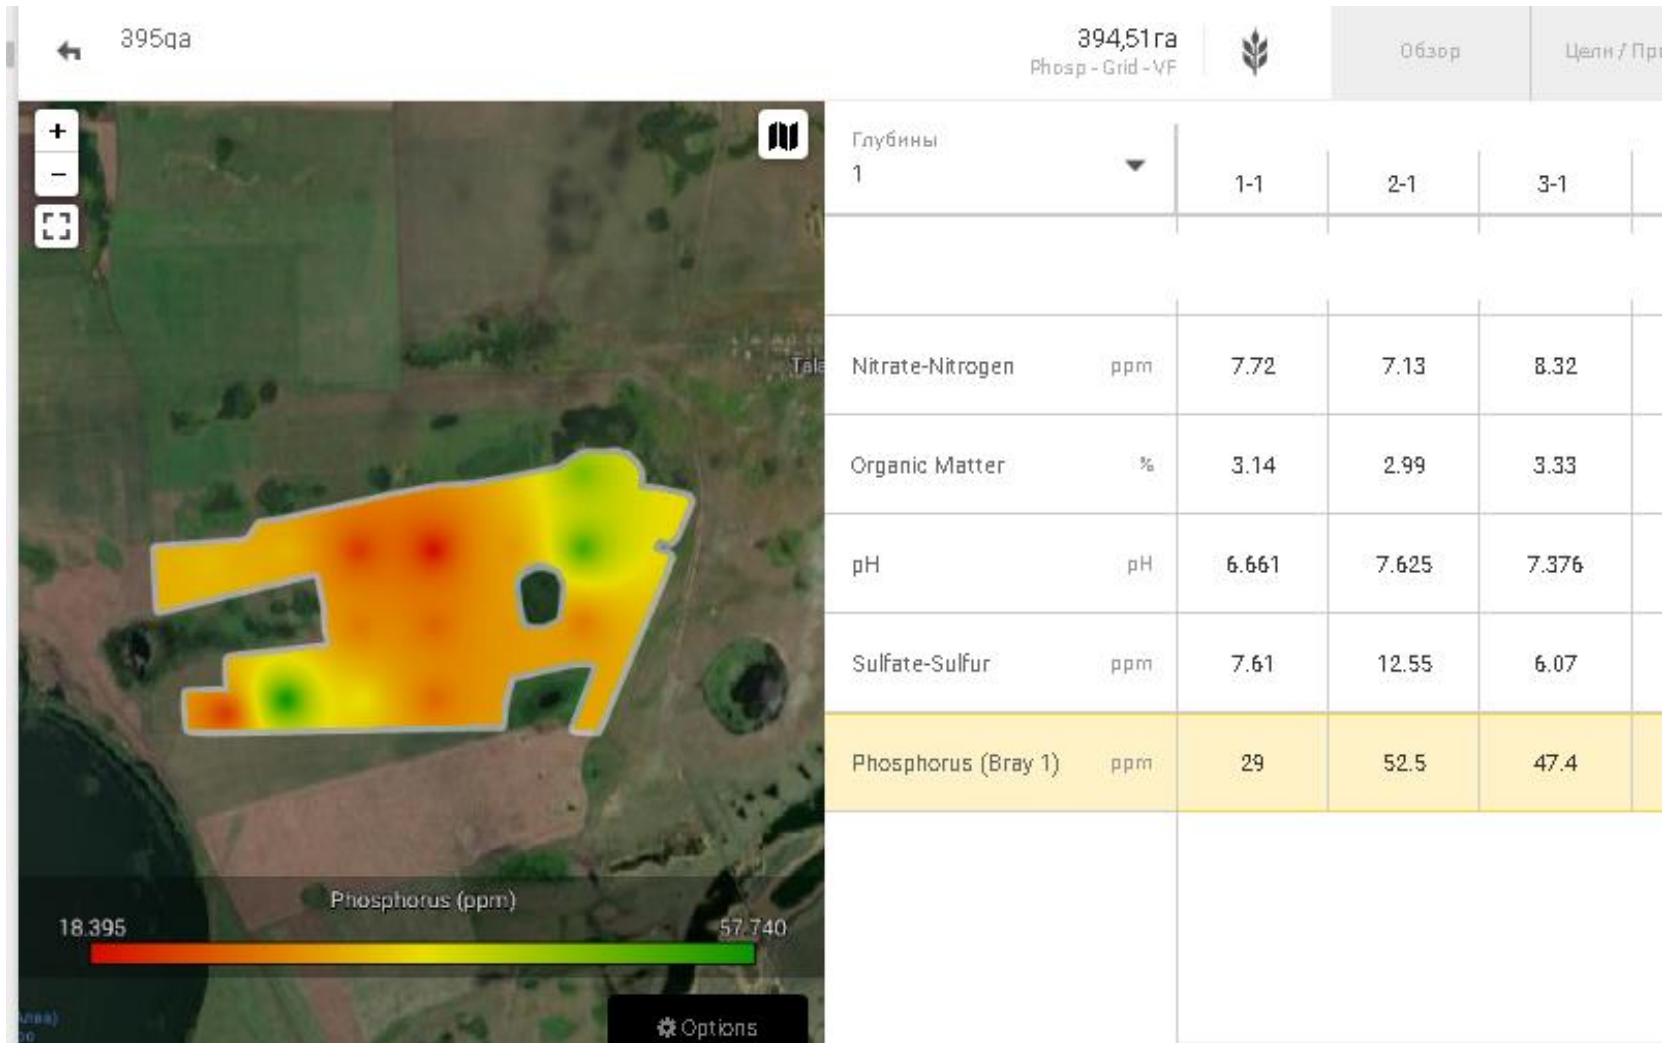 395ga
394,51 га
Phosp - Grid - VF
Обзор
Цели /
+
−
Глубины
1
1-1 2-1 3-1
Nitrate-Nitrogen ppm 7.72 7.13 8.32
Organic Matter % 3.14 2.99 3.33
pH pH 6.661 7.625 7.376
Sulfate-Sulfur ppm 7.61 12.55 6.07
Phosphorus (Bray 1) ppm 29 52.5 47.4
Phosphorus (ppm)
18.395 57.740
Options